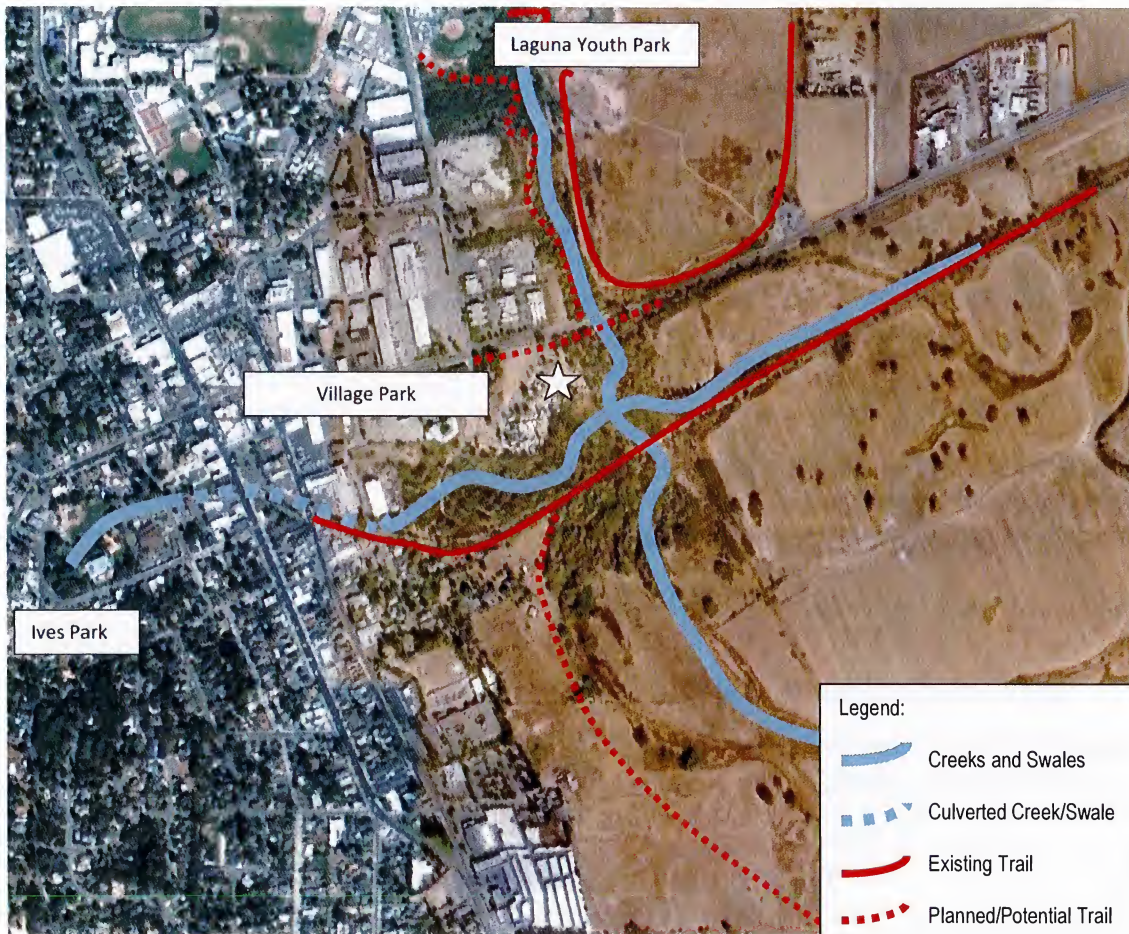 Laguna Youth Park
Village Park
Ives Park
Legend:
Creeks and Swales
Culverted Creek/Swale
Existing Trail
Planned/Potential Trail